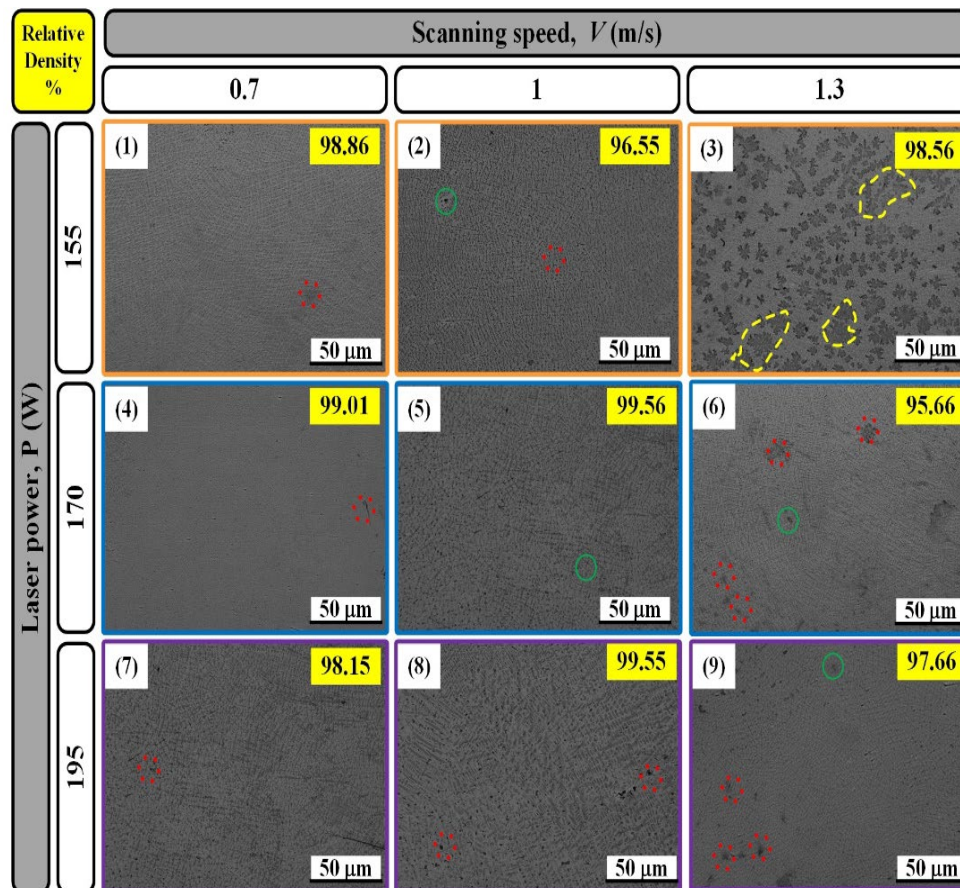 Relative
Density
%
Scanning speed, V (m/s)
0.7
1
1.3
Laser power, P (W)
155
(1)
98.86
50 μm
(2)
96.55
50 μm
(3)
98.56
50 μm
170
(4)
99.01
50 μm
(5)
99.56
50 μm
(6)
95.66
50 μm
195
(7)
98.15
50 μm
(8)
99.55
50 μm
(9)
97.66
50 μm